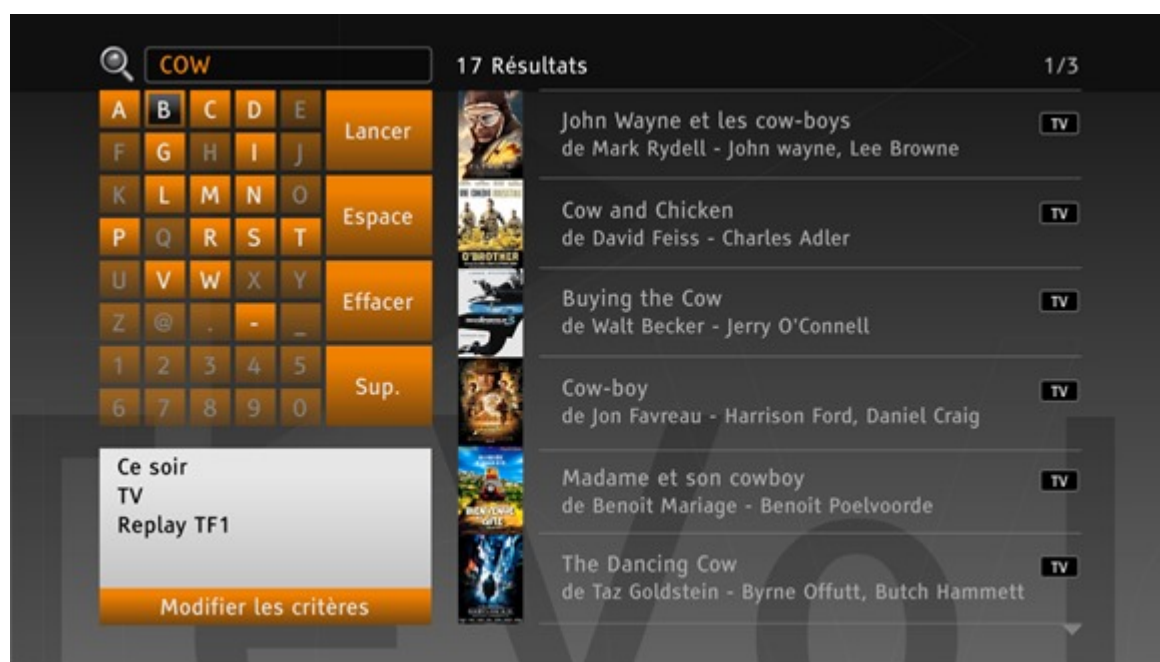 COW
17 Résultats
1/3
A B C D E
F G H I J
K L M N O
P Q R S T
U V W X Y
Z @ . - _
1 2 3 4 5
6 7 8 9 0
Lancer
Espace
Effacer
Sup.
Ce soir
TV
Replay TF1
Modifier les critères
John Wayne et les cow-boys
TV
de Mark Rydell - John wayne, Lee Browne
O'BROTHER
Cow and Chicken
TV
de David Feiss - Charles Adler
Buying the Cow
TV
de Walt Becker - Jerry O'Connell
Cow-boy
TV
de Jon Favreau - Harrison Ford, Daniel Craig
Madame et son cowboy
TV
de Benoit Mariage - Benoit Poelvoorde
The Dancing Cow
TV
de Taz Goldstein - Byrne Offutt, Butch Hammett